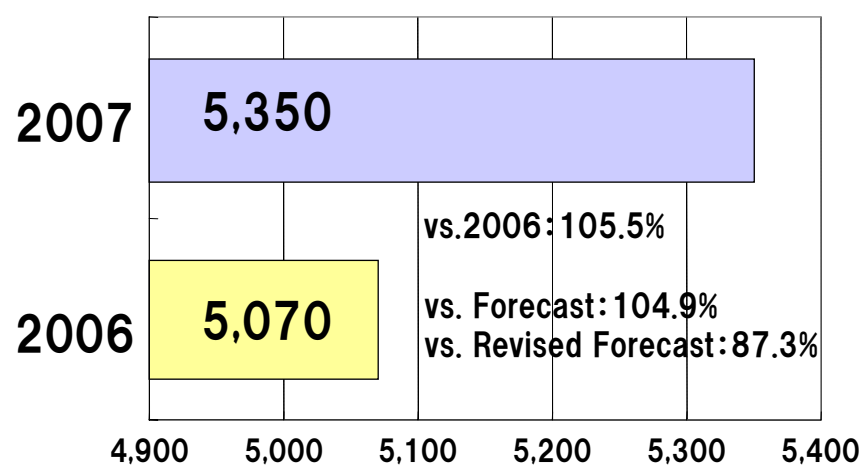 2007
5,350
vs.2006:105.5%
2006
5,070
vs. Forecast:104.9%
vs. Revised Forecast:87.3%
4,900 5,000 5,100 5,200 5,300 5,400